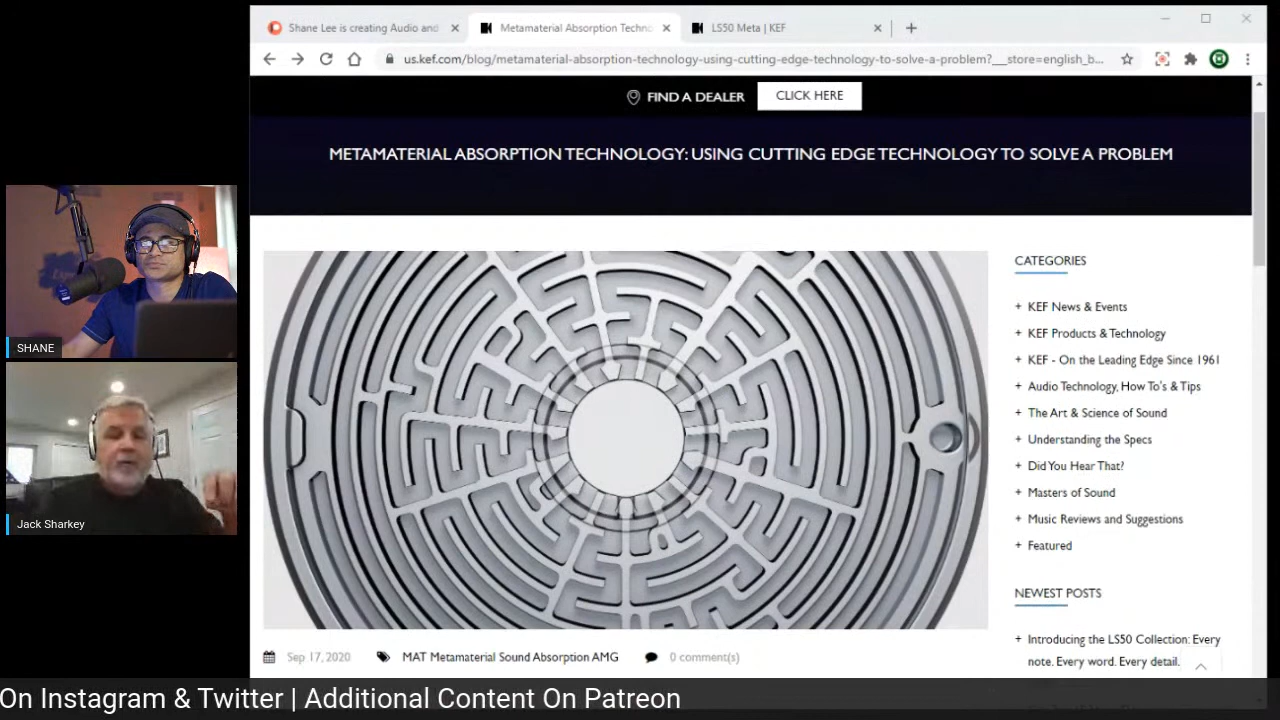 Shane Lee is creating Audio and
Metamaterial Absorption Techno
LS50 Meta | KEF
us.kef.com/blog/metamaterial-absorption-technology-using-cutting-edge-technology-to-solve-a-problem?___store=english_b...
FIND A DEALER
CLICK HERE
METAMATERIAL ABSORPTION TECHNOLOGY: USING CUTTING EDGE TECHNOLOGY TO SOLVE A PROBLEM
SHANE
Jack Sharkey
CATEGORIES
+ KEF News & Events
+ KEF Products & Technology
+ KEF - On the Leading Edge Since 1961
+ Audio Technology, How To's & Tips
+ The Art & Science of Sound
+ Understanding the Specs
+ Did You Hear That?
+ Masters of Sound
+ Music Reviews and Suggestions
+ Featured
NEWEST POSTS
+ Introducing the LS50 Collection: Every
note. Every word. Every detail.
Sep 17, 2020
MAT Metamaterial Sound Absorption AMG
0 comment(s)
On Instagram & Twitter | Additional Content On Patreon